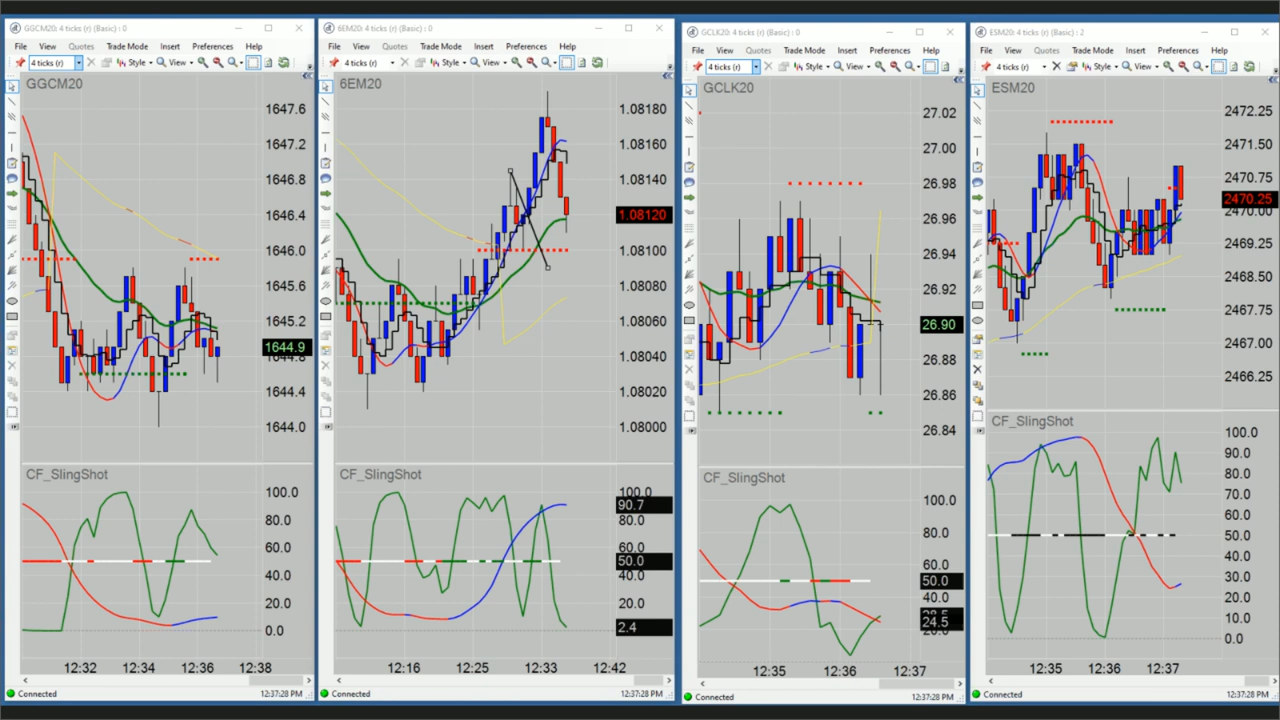 GGCM20: 4 ticks (r) (Basic) : 0
File View Quotes Trade Mode Insert Preferences Help
4 ticks (r) Style View
GGCM20
1647.6
1647.2
1646.8
1646.4
1646.0
1645.6
1645.2
1644.9
1644.8
1644.4
1644.0
CF_SlingShot
100.0
80.0
60.0
40.0
20.0
0.0
12:32 12:34 12:36 12:38
Connected 12:37:28 PM
6EM20: 4 ticks (r) (Basic) : 0
File View Quotes Trade Mode Insert Preferences Help
4 ticks (r) Style View
6EM20
1.08180
1.08160
1.08140
1.08120
1.08100
1.08080
1.08060
1.08040
1.08020
1.08000
CF_SlingShot
100.0
90.7
80.0
60.0
50.0
40.0
20.0
2.4
12:16 12:25 12:33 12:42
Connected 12:37:28 PM
GCLK20: 4 ticks (r) (Basic) : 0
File View Quotes Trade Mode Insert Preferences Help
4 ticks (r) Style View
GCLK20
27.02
27.00
26.98
26.96
26.94
26.92
26.90
26.88
26.86
26.84
CF_SlingShot
100.0
80.0
60.0
50.0
40.0
24.5
12:35 12:36 12:37
Connected 12:37:28 PM
ESM20: 4 ticks (r) (Basic) : 2
File View Quotes Trade Mode Insert Preferences Help
4 ticks (r) Style View
ESM20
2472.25
2471.50
2470.75
2470.25
2470.00
2469.25
2468.50
2467.75
2467.00
2466.25
CF_SlingShot
100.0
90.0
80.0
70.0
60.0
50.0
40.0
30.0
20.0
10.0
0.0
12:35 12:36 12:37
Connected 12:37:28 PM